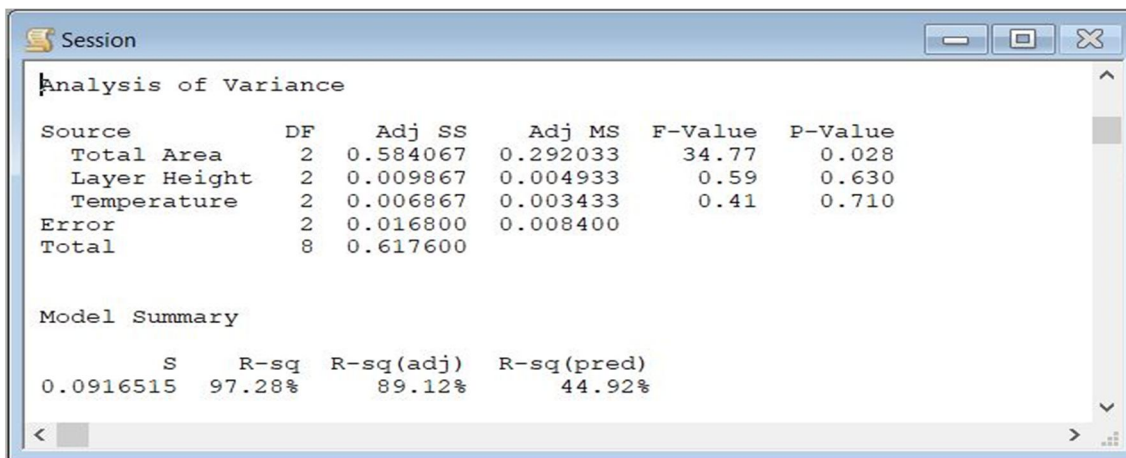 Session
Analysis of Variance
Source DF Adj SS Adj MS F-Value P-Value
Total Area 2 0.584067 0.292033 34.77 0.028
Layer Height 2 0.009867 0.004933 0.59 0.630
Temperature 2 0.006867 0.003433 0.41 0.710
Error 2 0.016800 0.008400
Total 8 0.617600
Model Summary
S R-sq R-sq(adj) R-sq(pred)
0.0916515 97.28% 89.12% 44.92%